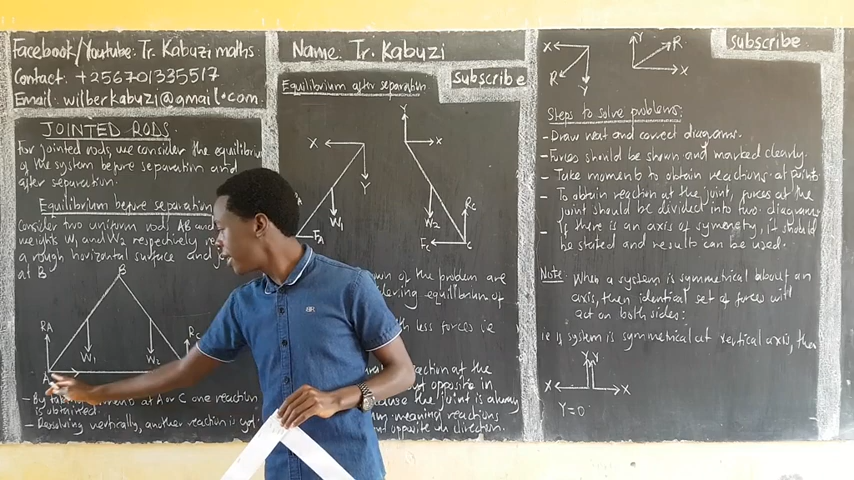 Facebook/Youtube: Tr. Kabuzi maths
Contact: +256701335517
Email: wilberkabuzi@gmail.com
JOINTED RODS
For jointed rods, we consider the equilibrium
of the system before separation and
after separation.
Equilibrium before separation
Consider two uniform rods, AB and
weights W1 and W2 respectively
a rough horizontal surface and
at B
B
RA
W1
W2
A
- By moments at A or C one reaction
is obtained.
- Resolving vertically, another reaction is
Name: Tr. Kabuzi
subscribe
Equilibrium after separation
Y
X
X
Y
W1
FA
W2
RC
FC
C
of the problem are
equilibrium of
less forces i.e
reaction at the
opposite in
because the joint is always
meaning reactions
opposite in direction.
subscribe
X
R
Y
Y
R
X
Steps to solve problems:
- Draw neat and correct diagrams.
- Forces should be shown and marked clearly.
- Take moments to obtain reactions at points
- To obtain reaction at the joint, forces at the
joint should be divided into two diagrams
- If there is an axis of symmetry, it should
be stated and results can be used.
Note: When a system is symmetrical about an
axis, then identical set of forces will
act on both sides:
i.e if system is symmetrical at vertical axis, then
Y
Y
X
X
Y=0